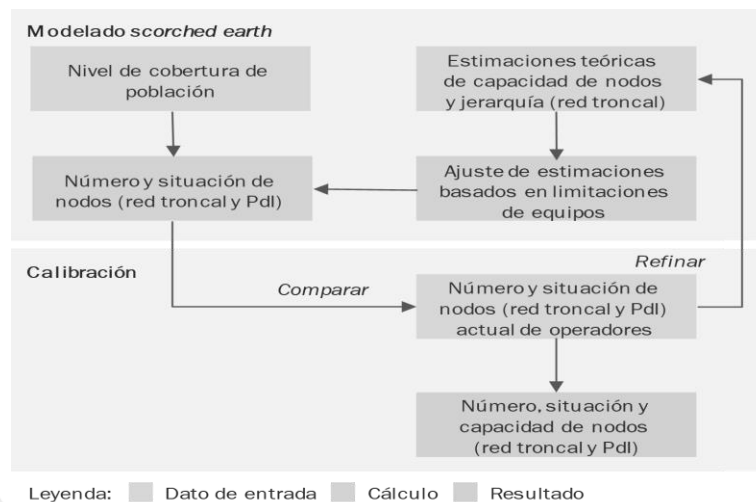 Modelado scorched earth
Nivel de cobertura de
población
Estimaciones teóricas
de capacidad de nodos
y jerarquía (red troncal)
Número y situación de
nodos (red troncal y PdI)
Ajuste de estimaciones
basados en limitaciones
de equipos
Calibración
Comparar
Refinar
Número y situación de
nodos (red troncal y PdI)
actual de operadores
Número, situación y
capacidad de nodos
(red troncal y PdI)
Leyenda: Dato de entrada Cálculo Resultado